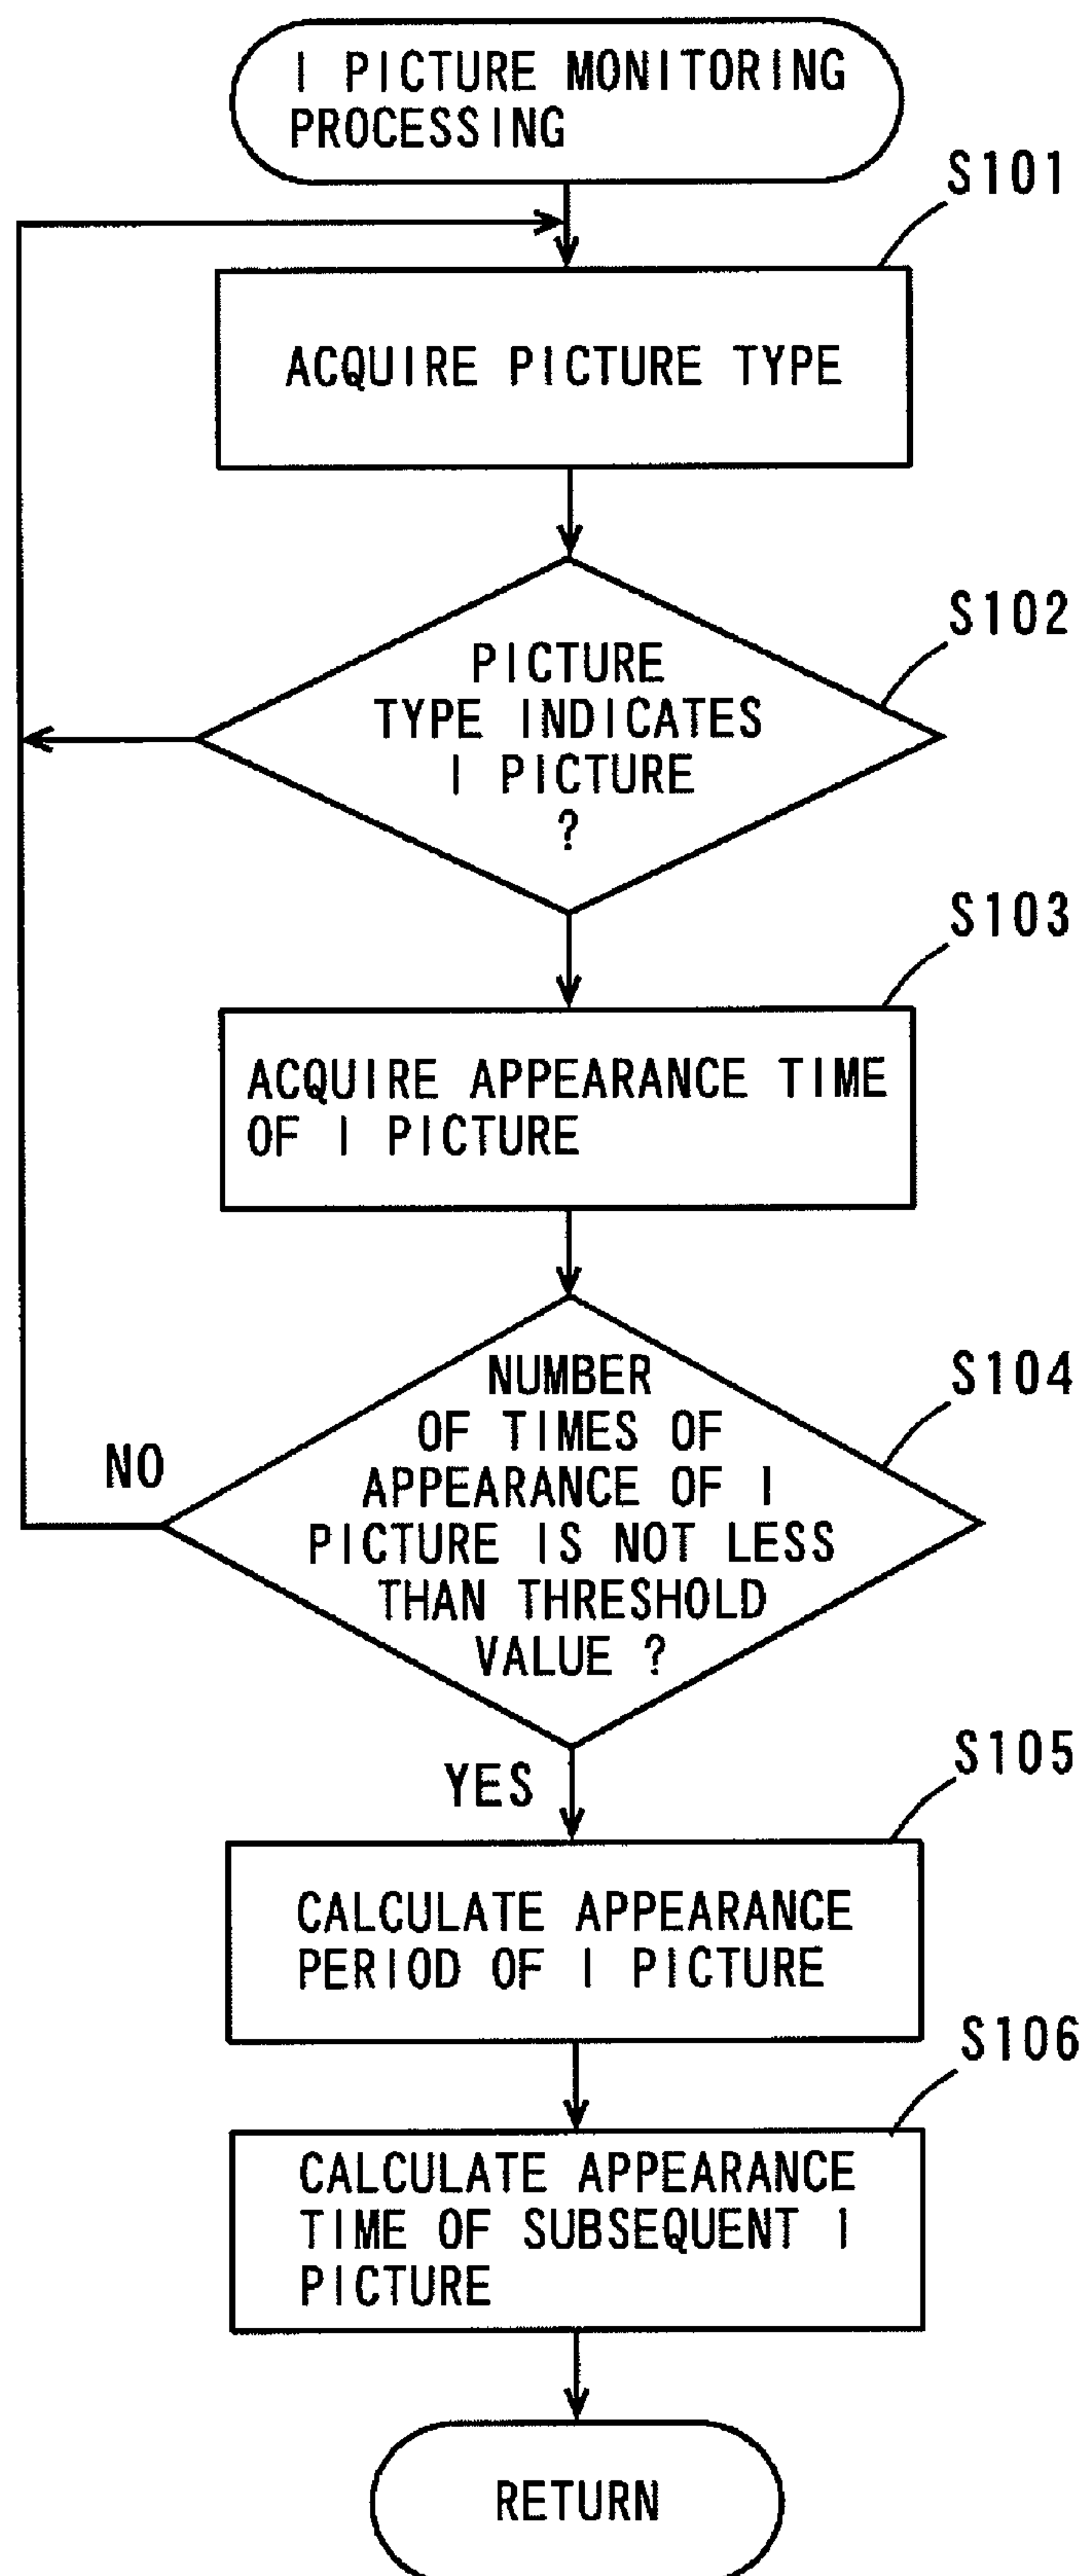 I PICTURE MONITORING
PROCESSING
S101
ACQUIRE PICTURE TYPE
S102
PICTURE
TYPE INDICATES
I PICTURE
?
S103
ACQUIRE APPEARANCE TIME
OF I PICTURE
S104
NUMBER
OF TIMES OF
APPEARANCE OF I
PICTURE IS NOT LESS
THAN THRESHOLD
VALUE ?
NO
YES
S105
CALCULATE APPEARANCE
PERIOD OF I PICTURE
S106
CALCULATE APPEARANCE
TIME OF SUBSEQUENT I
PICTURE
RETURN